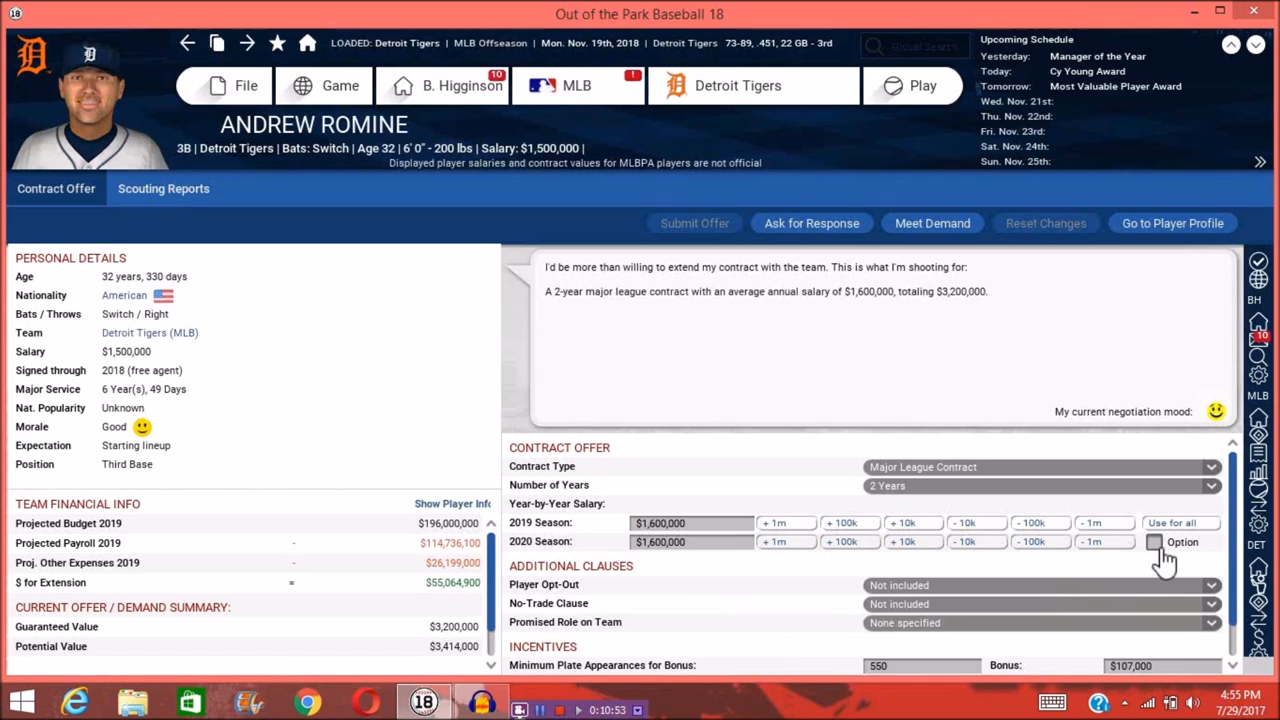 18
Out of the Park Baseball 18
LOADED: Detroit Tigers | MLB Offseason | Mon. Nov. 19th, 2018 | Detroit Tigers 73-89, .451, 22 GB - 3rd
Global Search
Upcoming Schedule
Yesterday: Manager of the Year
Today: Cy Young Award
Tomorrow: Most Valuable Player Award
Wed. Nov. 21st:
Thu. Nov. 22nd:
Fri. Nov. 23rd:
Sat. Nov. 24th:
Sun. Nov. 25th:
File
Game
B. Higginson 10
MLB !
Detroit Tigers
Play
ANDREW ROMINE
3B | Detroit Tigers | Bats: Switch | Age 32 | 6' 0" - 200 lbs | Salary: $1,500,000 |
Displayed player salaries and contract values for MLBPA players are not official
Contract Offer Scouting Reports
Submit Offer Ask for Response Meet Demand Reset Changes Go to Player Profile
PERSONAL DETAILS
Age 32 years, 330 days
Nationality American
Bats / Throws Switch / Right
Team Detroit Tigers (MLB)
Salary $1,500,000
Signed through 2018 (free agent)
Major Service 6 Year(s), 49 Days
Nat. Popularity Unknown
Morale Good
Expectation Starting lineup
Position Third Base
TEAM FINANCIAL INFO Show Player Info
Projected Budget 2019 $196,000,000
Projected Payroll 2019 - $114,736,100
Proj. Other Expenses 2019 - $26,199,000
$ for Extension = $55,064,900
CURRENT OFFER / DEMAND SUMMARY:
Guaranteed Value $3,200,000
Potential Value $3,414,000
I'd be more than willing to extend my contract with the team. This is what I'm shooting for:
A 2-year major league contract with an average annual salary of $1,600,000, totaling $3,200,000.
My current negotiation mood:
CONTRACT OFFER
Contract Type Major League Contract
Number of Years 2 Years
Year-by-Year Salary:
2019 Season: $1,600,000 + 1m + 100k + 10k - 10k - 100k - 1m Use for all
2020 Season: $1,600,000 + 1m + 100k + 10k - 10k - 100k - 1m Option
ADDITIONAL CLAUSES
Player Opt-Out Not included
No-Trade Clause Not included
Promised Role on Team None specified
INCENTIVES
Minimum Plate Appearances for Bonus: 550 Bonus: $107,000
BH
10
MLB
DET
18
0:10:53
4:55 PM
7/29/2017